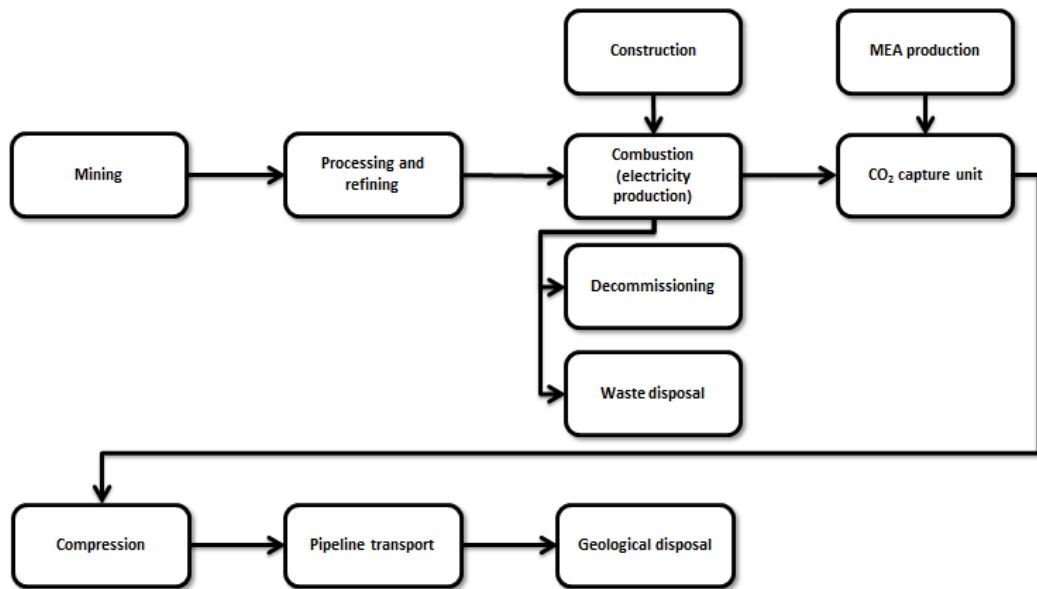 Construction
MEA production
Mining
Processing and
refining
Combustion
(electricity
production)
CO₂ capture unit
Decommissioning
Waste disposal
Compression
Pipeline transport
Geological disposal